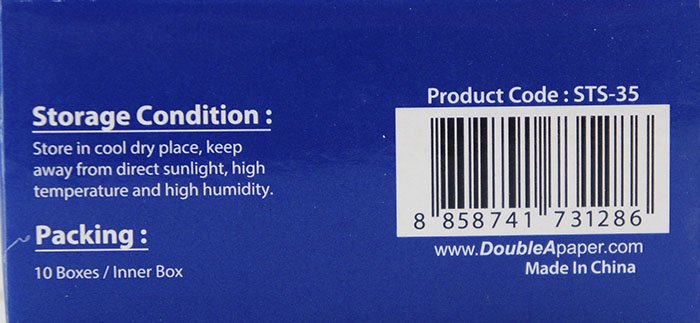 Storage Condition :
Store in cool dry place, keep
away from direct sunlight, high
temperature and high humidity.
Packing :
10 Boxes / Inner Box
Product Code : STS-35
8 858741 731286
www.DoubleApaper.com
Made In China